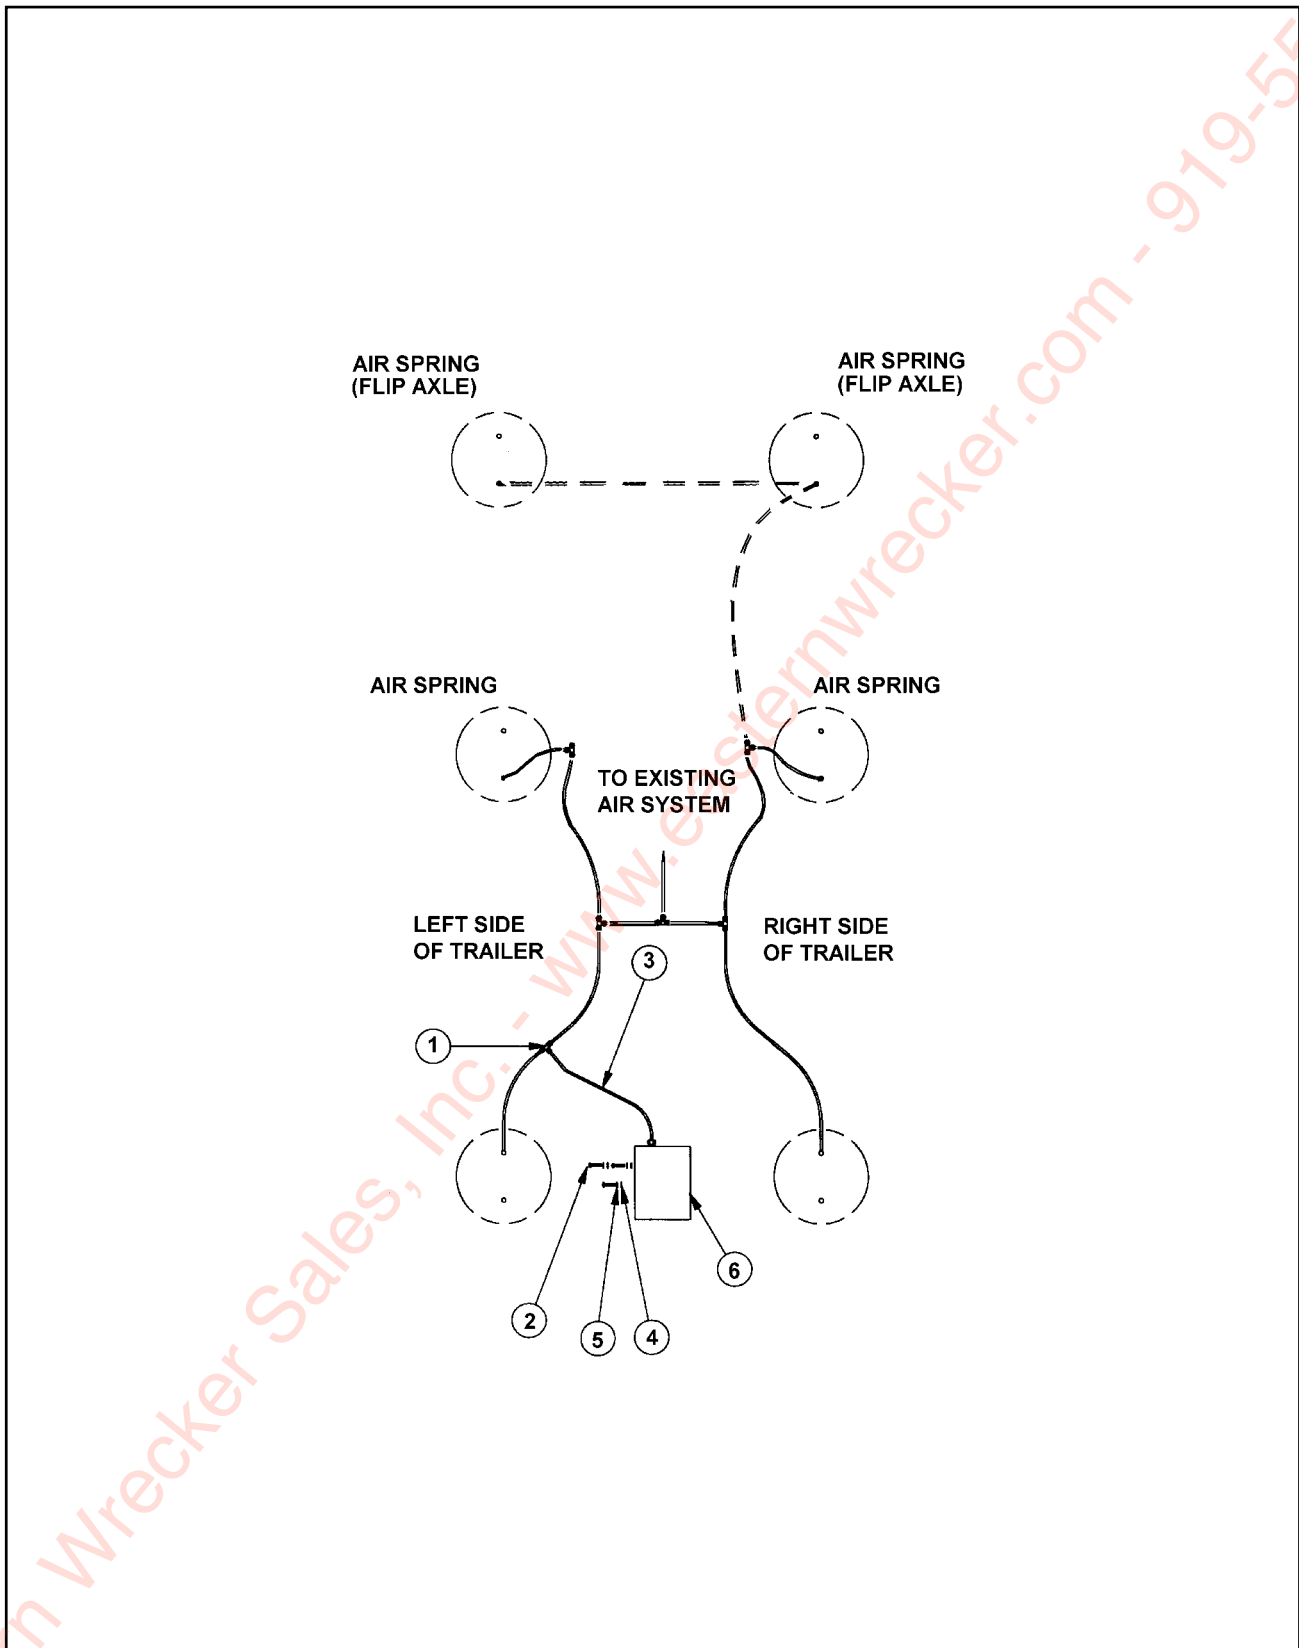 AIR SPRING
(FLIP AXLE)
AIR SPRING
(FLIP AXLE)
AIR SPRING
AIR SPRING
TO EXISTING
AIR SYSTEM
LEFT SIDE
OF TRAILER
RIGHT SIDE
OF TRAILER
3
1
6
2
5
4
Wrecker Sales, Inc. - www.easternwrecker.com - 919-55